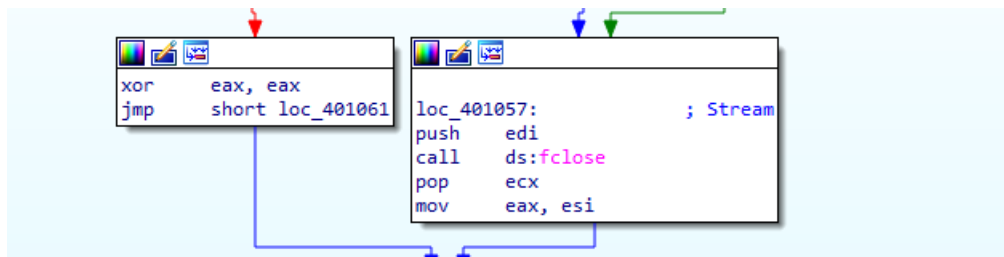 xor     eax, eax
jmp     short loc_401061
loc_401057:             ; Stream
push    edi
call    ds:fclose
pop     ecx
mov     eax, esi